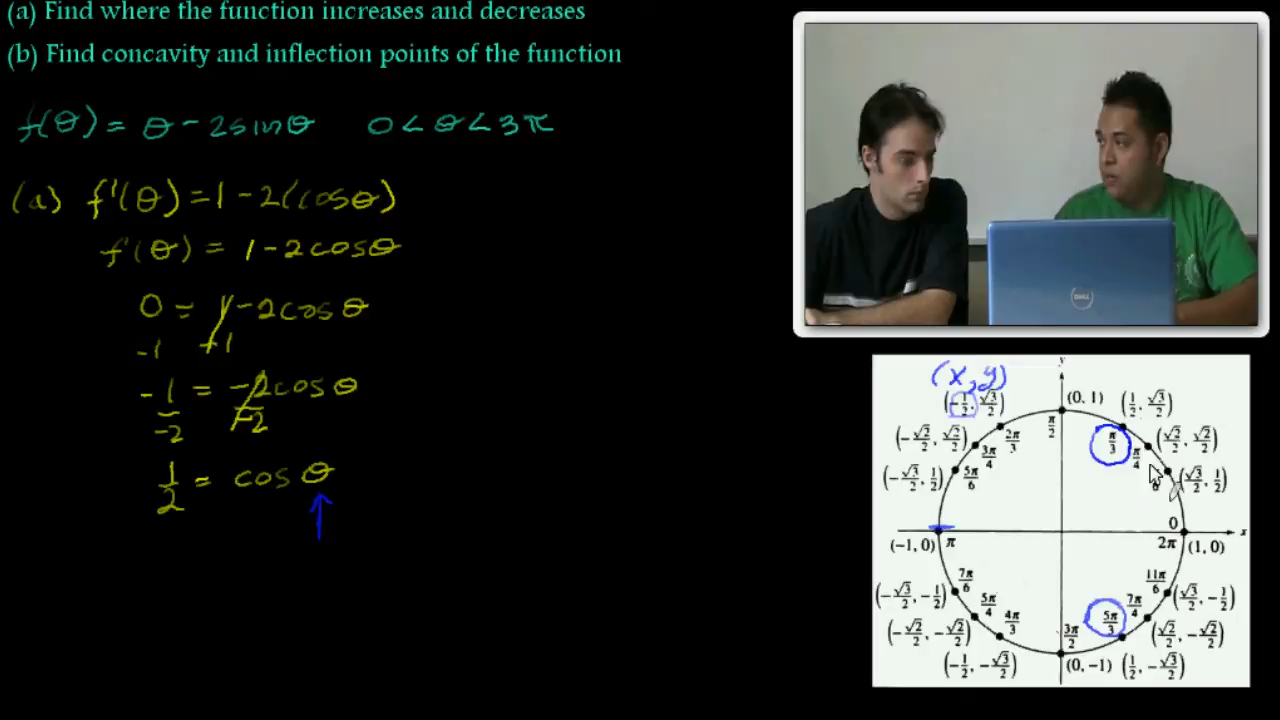 (a) Find where the function increases and decreases
(b) Find concavity and inflection points of the function
f(θ) = θ - 2sinθ 0 < θ < 3π
(a) f'(θ) = 1 - 2(cosθ)
f'(θ) = 1 - 2cosθ
0 = 1 - 2cosθ
-1 +1
-1 = -2cosθ
-2 -2
1/2 = cosθ
DELL
(x, y)
y
(-1/2, √3/2) (0, 1) (1/2, √3/2)
π/2
(-√2/2, √2/2) 2π/3 π/3 (√2/2, √2/2)
3π/4 π/4
(-√3/2, 1/2) 5π/6 (√3/2, 1/2)
6
0 x
(-1, 0) π 2π (1, 0)
7π/6 11π/6
(-√3/2, -1/2) (√3/2, -1/2)
5π/4 7π/4
4π/3 5π/3
(-√2/2, -√2/2) 3π/2 (√2/2, -√2/2)
(-1/2, -√3/2) (0, -1) (1/2, -√3/2)